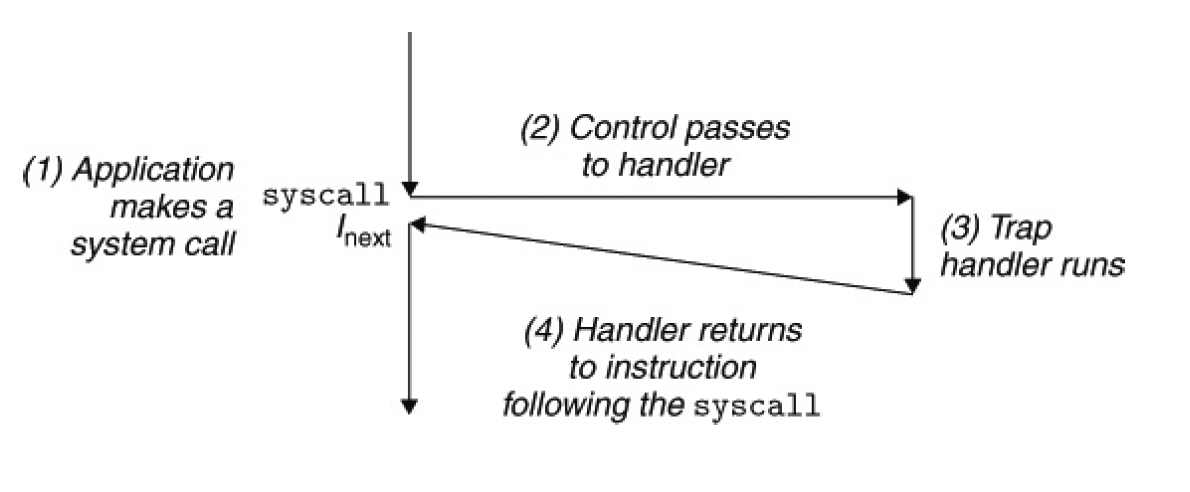 (1) Application
makes a
system call
syscall
Inext
(2) Control passes
to handler
(3) Trap
handler runs
(4) Handler returns
to instruction
following the syscall